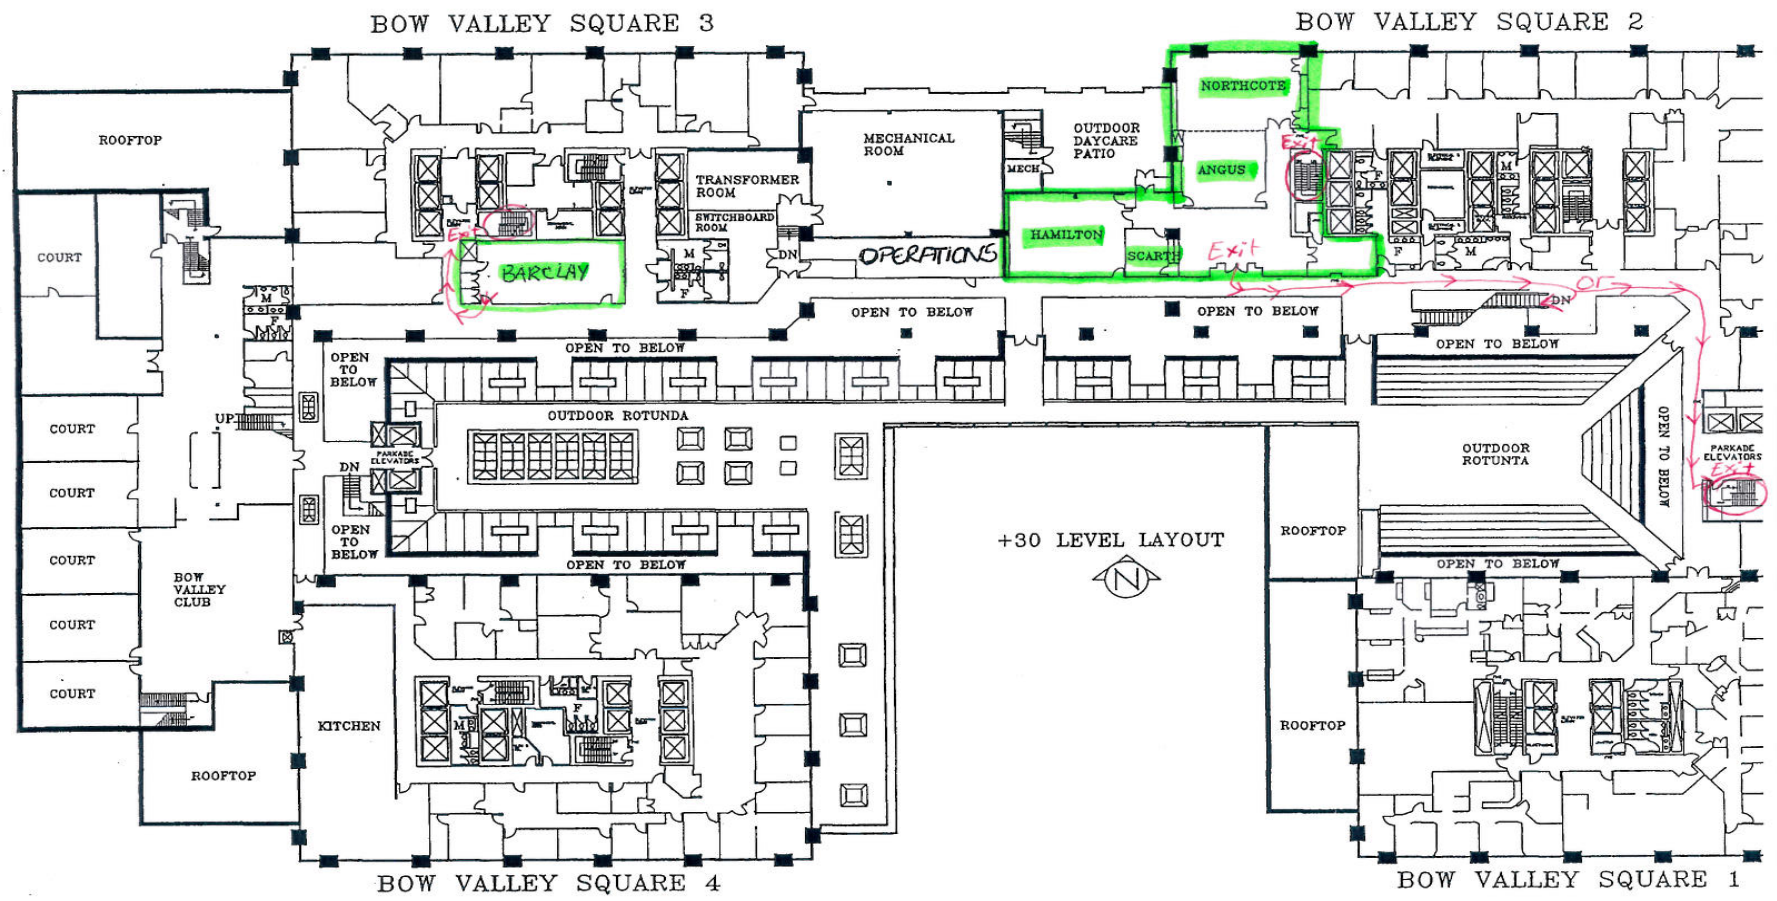 BOW VALLEY SQUARE 3
BOW VALLEY SQUARE 2
ROOFTOP
MECHANICAL
ROOM
OUTDOOR
DAYCARE
PATIO
MECH
NORTHCOTE
ANGUS
Exit
TRANSFORMER
ROOM
SWITCHBOARD
ROOM
M
F
DN
OPERATIONS
HAMILTON
SCARTH
Exit
F
M
F
M
DN
or
Exit
BARCLAY
COURT
M
F
OPEN TO BELOW
OPEN TO BELOW
OPEN TO BELOW
OPEN TO BELOW
OPEN
TO
BELOW
OUTDOOR ROTUNDA
UP
PARKADE
ELEVATORS
DN
OPEN
TO
BELOW
OPEN TO BELOW
COURT
COURT
COURT
COURT
COURT
BOW
VALLEY
CLUB
OUTDOOR
ROTUNTA
OPEN TO BELOW
PARKADE
ELEVATORS
Exit
ROOFTOP
OPEN TO BELOW
+30 LEVEL LAYOUT
N
KITCHEN
M
F
M
ROOFTOP
ROOFTOP
BOW VALLEY SQUARE 4
BOW VALLEY SQUARE 1